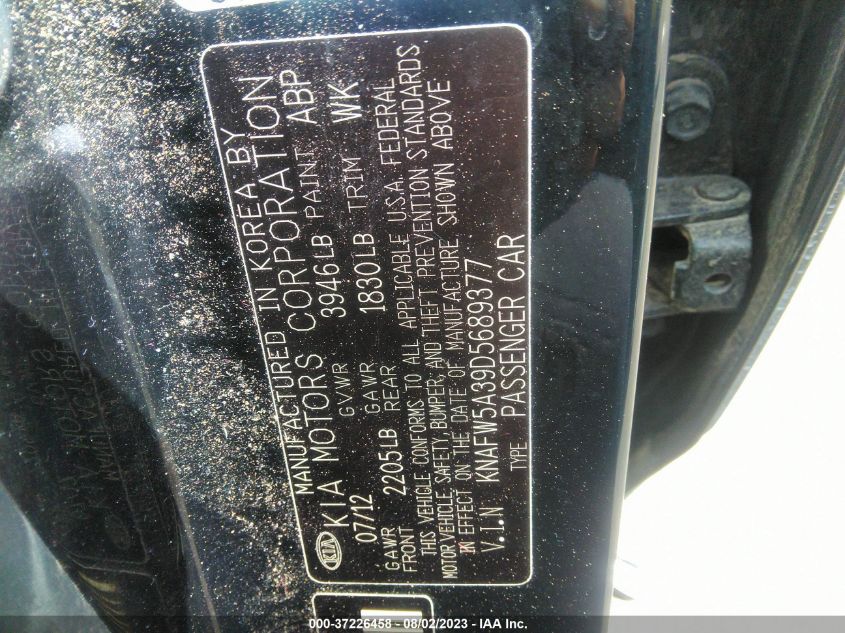 MANUFACTURED IN KOREA BY
KIA KIA MOTORS CORPORATION
07/12 GVWR 3946LB PAINT ABP
GAWR FRONT 2205LB GAWR REAR 1830LB TRIM WK
THIS VEHICLE CONFORMS TO ALL APPLICABLE U.S.A. FEDERAL
MOTOR VEHICLE SAFETY, BUMPER, AND THEFT PREVENTION STANDARDS
IN EFFECT ON THE DATE OF MANUFACTURE SHOWN ABOVE
V.I.N KNAFW5A39D5689377
TYPE PASSENGER CAR
000-37226458 - 08/02/2023 - IAA Inc.